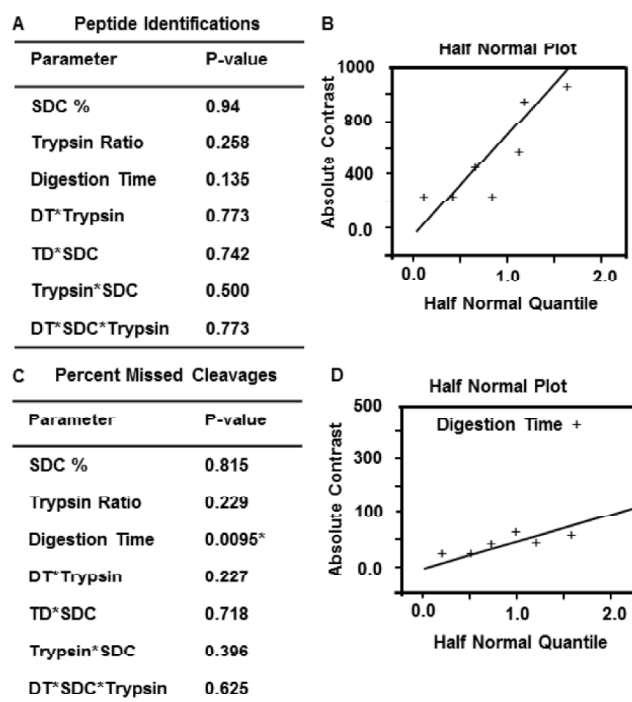 A Peptide Identifications
Parameter P-value
SDC % 0.94
Trypsin Ratio 0.258
Digestion Time 0.135
DT*Trypsin 0.773
TD*SDC 0.742
Trypsin*SDC 0.500
DT*SDC*Trypsin 0.773
B
Half Normal Plot
Absolute Contrast
1000
800
400
0.0
0.0 1.0 2.0
Half Normal Quantile
C Percent Missed Cleavages
Parameter P-value
SDC % 0.815
Trypsin Ratio 0.229
Digestion Time 0.0095*
DT*Trypsin 0.227
TD*SDC 0.718
Trypsin*SDC 0.396
DT*SDC*Trypsin 0.625
D
Half Normal Plot
Absolute Contrast
500
300
100
0.0
Digestion Time +
0.0 1.0 2.0
Half Normal Quantile